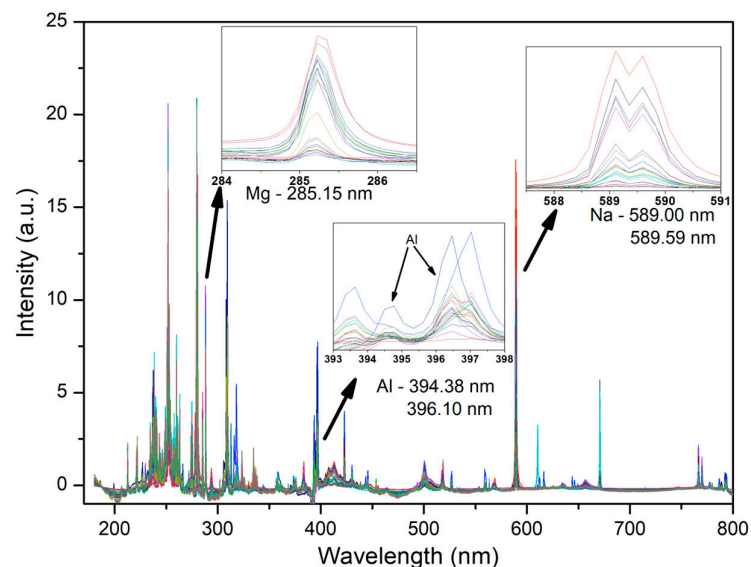 25
20
15
10
5
0
Intensity (a.u.)
200 300 400 500 600 700 800
Wavelength (nm)
284 285 286
Mg - 285.15 nm
588 589 590 591
Na - 589.00 nm
589.59 nm
Al
393 394 395 396 397 398
Al - 394.38 nm
396.10 nm